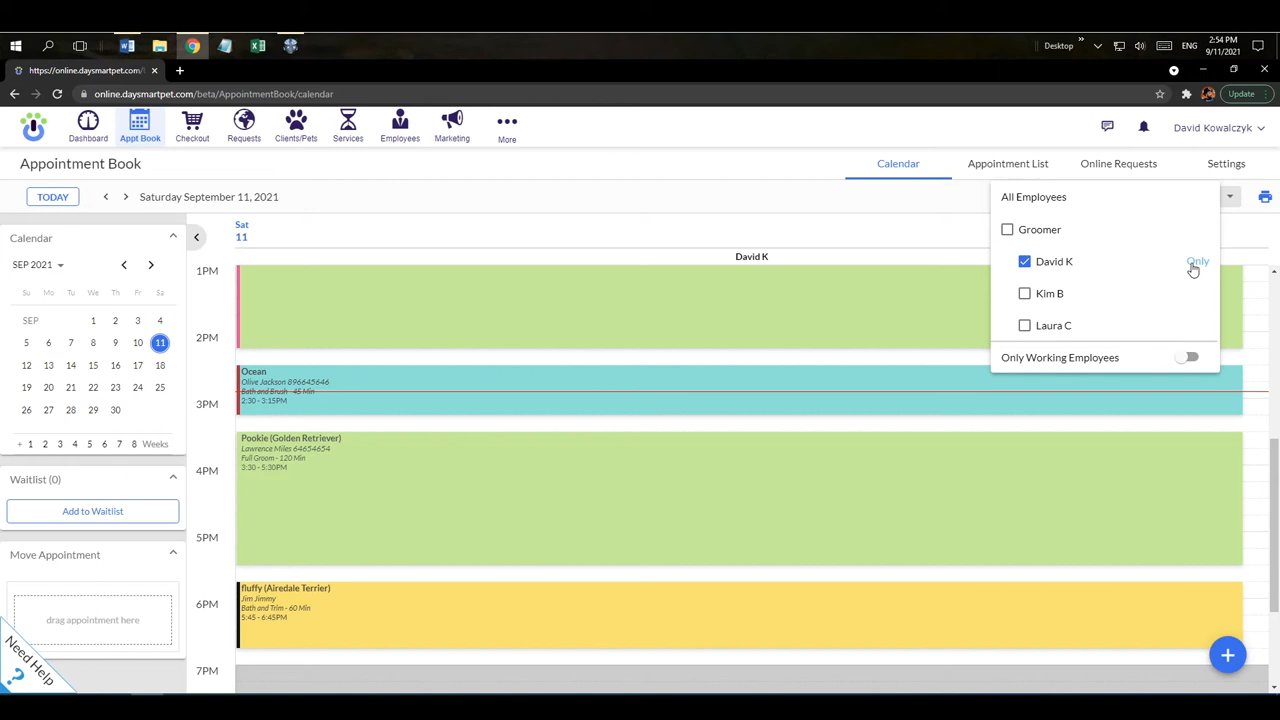 Desktop
ENG
2:54 PM
9/11/2021
https://online.daysmartpet.com/
online.daysmartpet.com/beta/AppointmentBook/calendar
Update
Dashboard
Appt Book
Checkout
Requests
Clients/Pets
Services
Employees
Marketing
More
David Kowalczyk
Appointment Book
Calendar
Appointment List
Online Requests
Settings
TODAY
Saturday September 11, 2021
All Employees
Groomer
David K
Only
Kim B
Laura C
Only Working Employees
Calendar
SEP 2021
Su Mo Tu We Th Fr Sa
SEP 1 2 3 4
5 6 7 8 9 10 11
12 13 14 15 16 17 18
19 20 21 22 23 24 25
26 27 28 29 30
+ 1 2 3 4 5 6 7 8 Weeks
Waitlist (0)
Add to Waitlist
Move Appointment
drag appointment here
Need Help
?
Sat
11
David K
1PM
2PM
Ocean
Olive Jackson 896645646
Bath and Brush - 45 Min
2:30 - 3:15PM
3PM
Pookie (Golden Retriever)
Lawrence Miles 64654654
Full Groom - 120 Min
3:30 - 5:30PM
4PM
5PM
fluffy (Airedale Terrier)
Jim Jimmy
Bath and Trim - 60 Min
5:45 - 6:45PM
6PM
7PM